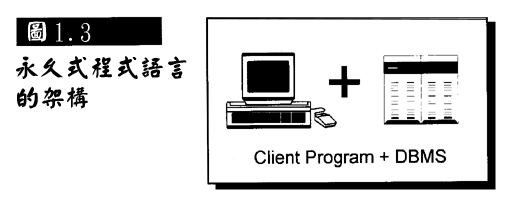 圖1.3
永久式程式語言
的架構
Client Program + DBMS